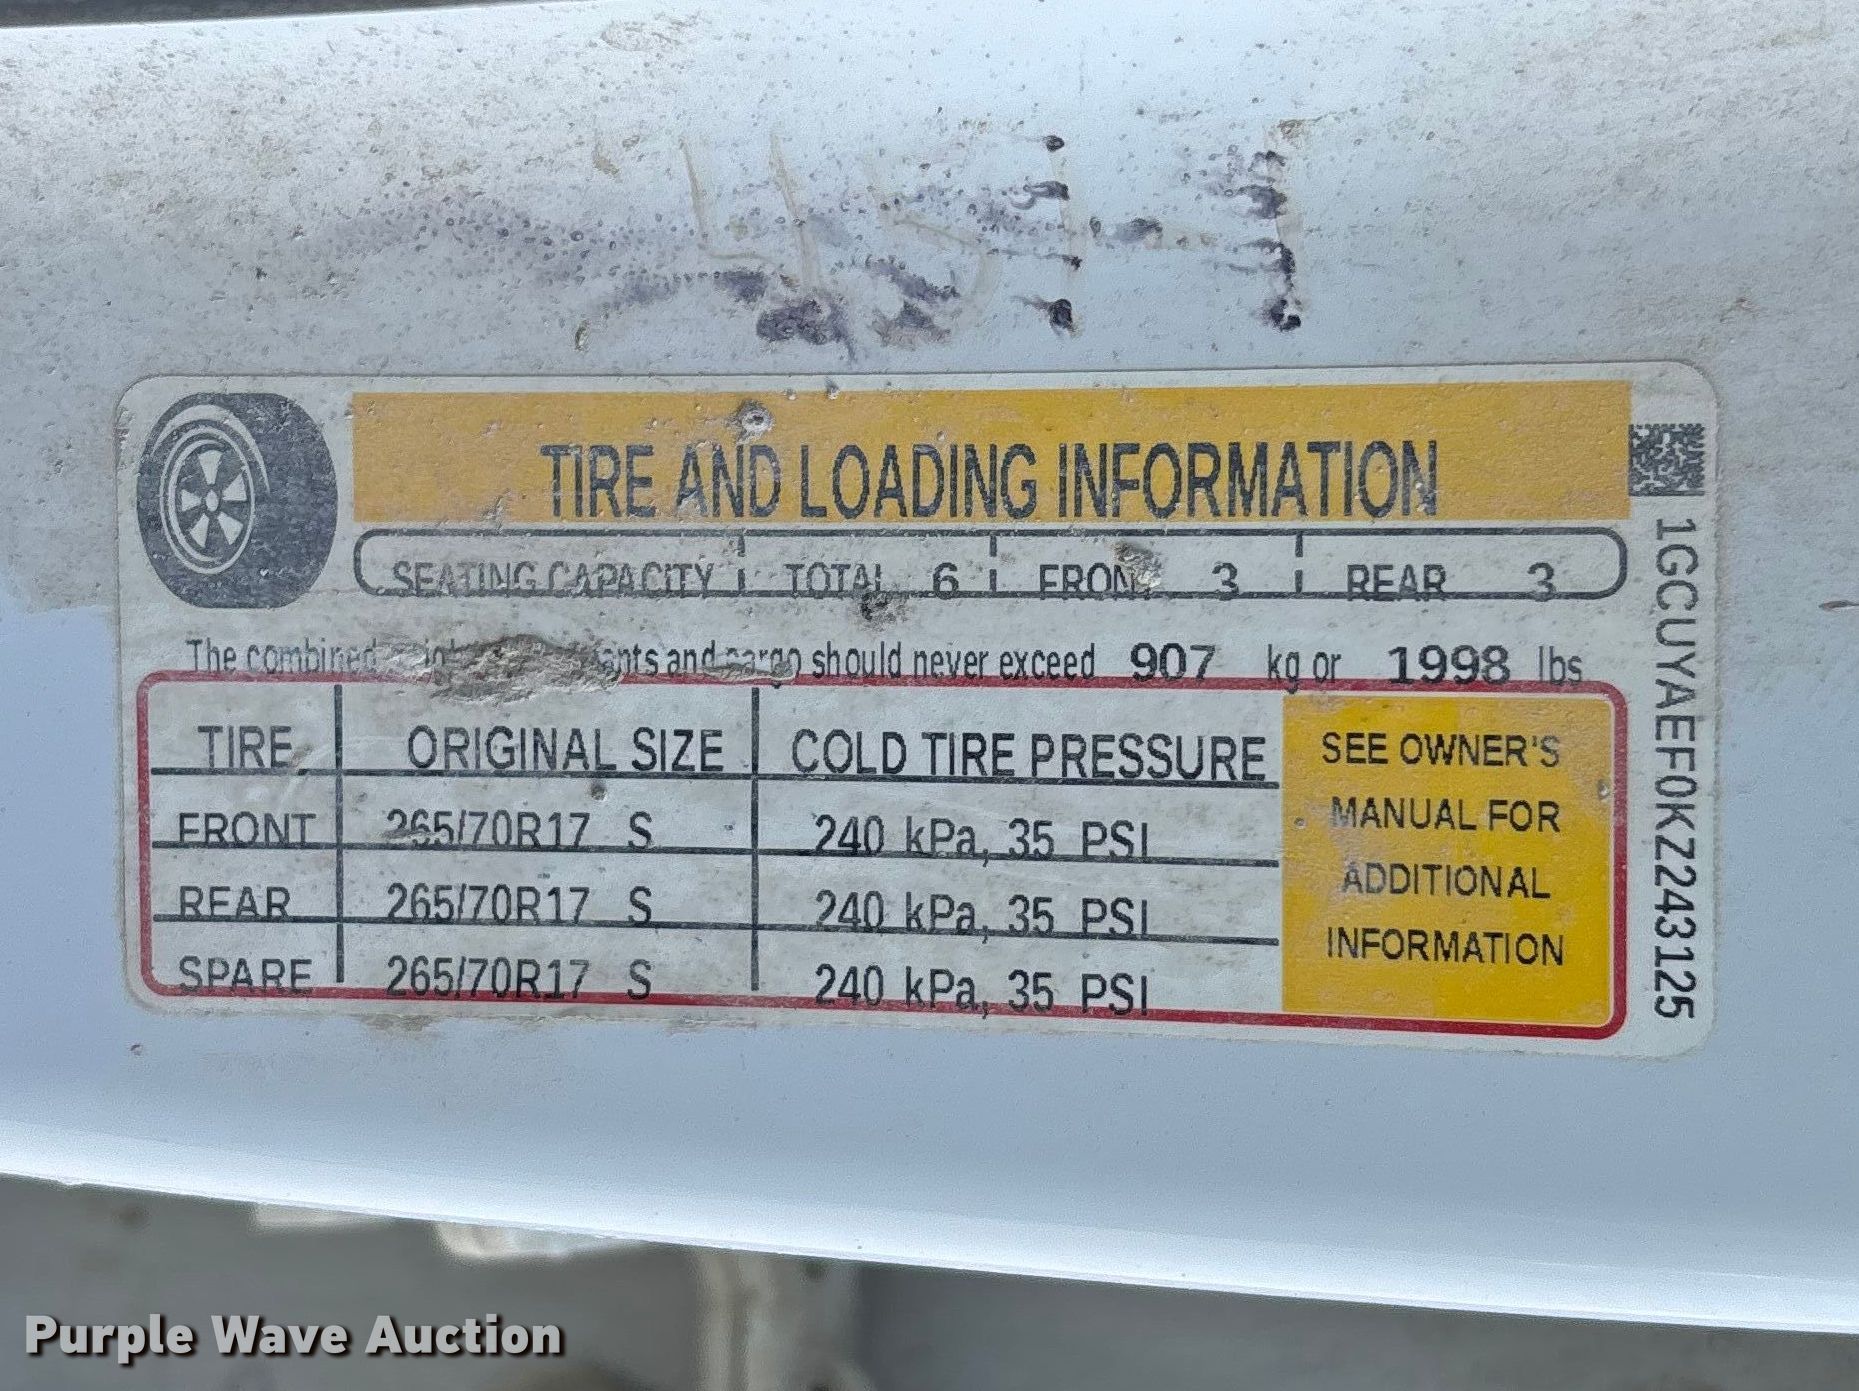 TIRE AND LOADING INFORMATION
SEATING CAPACITY TOTAL 6 FRONT 3 REAR 3
The combined ants and cargo should never exceed 907 kg or 1998 lbs
TIRE ORIGINAL SIZE COLD TIRE PRESSURE
FRONT 265/70R17 S 240 kPa, 35 PSI
REAR 265/70R17 S 240 kPa, 35 PSI
SPARE 265/70R17 S 240 kPa, 35 PSI
SEE OWNER'S
MANUAL FOR
ADDITIONAL
INFORMATION
1GCUYAEF0KZ243125
Purple Wave Auction